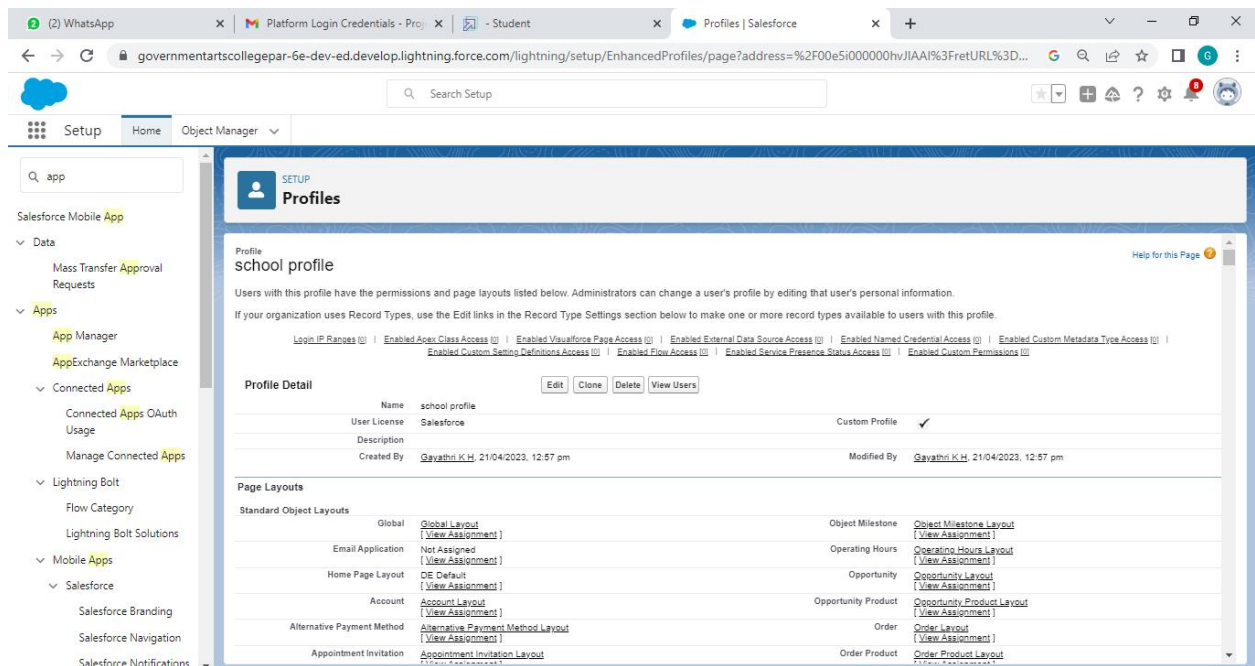 (2) WhatsApp
Platform Login Credentials - Proj
- Student
Profiles | Salesforce
governmentartscollegepar-6e-dev-ed.develop.lightning.force.com/lightning/setup/EnhancedProfiles/page?address=%2F00e5i000000hvJIAAI%3FretURL%3D...
G
Search Setup
8
Setup
Home
Object Manager
app
Salesforce Mobile App
Data
Mass Transfer Approval
Requests
Apps
App Manager
AppExchange Marketplace
Connected Apps
Connected Apps OAuth
Usage
Manage Connected Apps
Lightning Bolt
Flow Category
Lightning Bolt Solutions
Mobile Apps
Salesforce
Salesforce Branding
Salesforce Navigation
Salesforce Notifications
SETUP
Profiles
Profile
school profile
Help for this Page
Users with this profile have the permissions and page layouts listed below. Administrators can change a user's profile by editing that user's personal information.
If your organization uses Record Types, use the Edit links in the Record Type Settings section below to make one or more record types available to users with this profile.
Login IP Ranges [0] | Enabled Apex Class Access [0] | Enabled Visualforce Page Access [0] | Enabled External Data Source Access [0] | Enabled Named Credential Access [0] | Enabled Custom Metadata Type Access [0] |
Enabled Custom Setting Definitions Access [0] | Enabled Flow Access [0] | Enabled Service Presence Status Access [0] | Enabled Custom Permissions [0]
Profile Detail Edit Clone Delete View Users
Name school profile
User License Salesforce Custom Profile
Description
Created By Gayathri K H, 21/04/2023, 12:57 pm Modified By Gayathri K H, 21/04/2023, 12:57 pm
Page Layouts
Standard Object Layouts
Global Global Layout Object Milestone Object Milestone Layout
[ View Assignment ] [ View Assignment ]
Email Application Not Assigned Operating Hours Operating Hours Layout
[ View Assignment ] [ View Assignment ]
Home Page Layout DE Default Opportunity Opportunity Layout
[ View Assignment ] [ View Assignment ]
Account Account Layout Opportunity Product Opportunity Product Layout
[ View Assignment ] [ View Assignment ]
Alternative Payment Method Alternative Payment Method Layout Order Order Layout
[ View Assignment ] [ View Assignment ]
Appointment Invitation Appointment Invitation Layout Order Product Order Product Layout